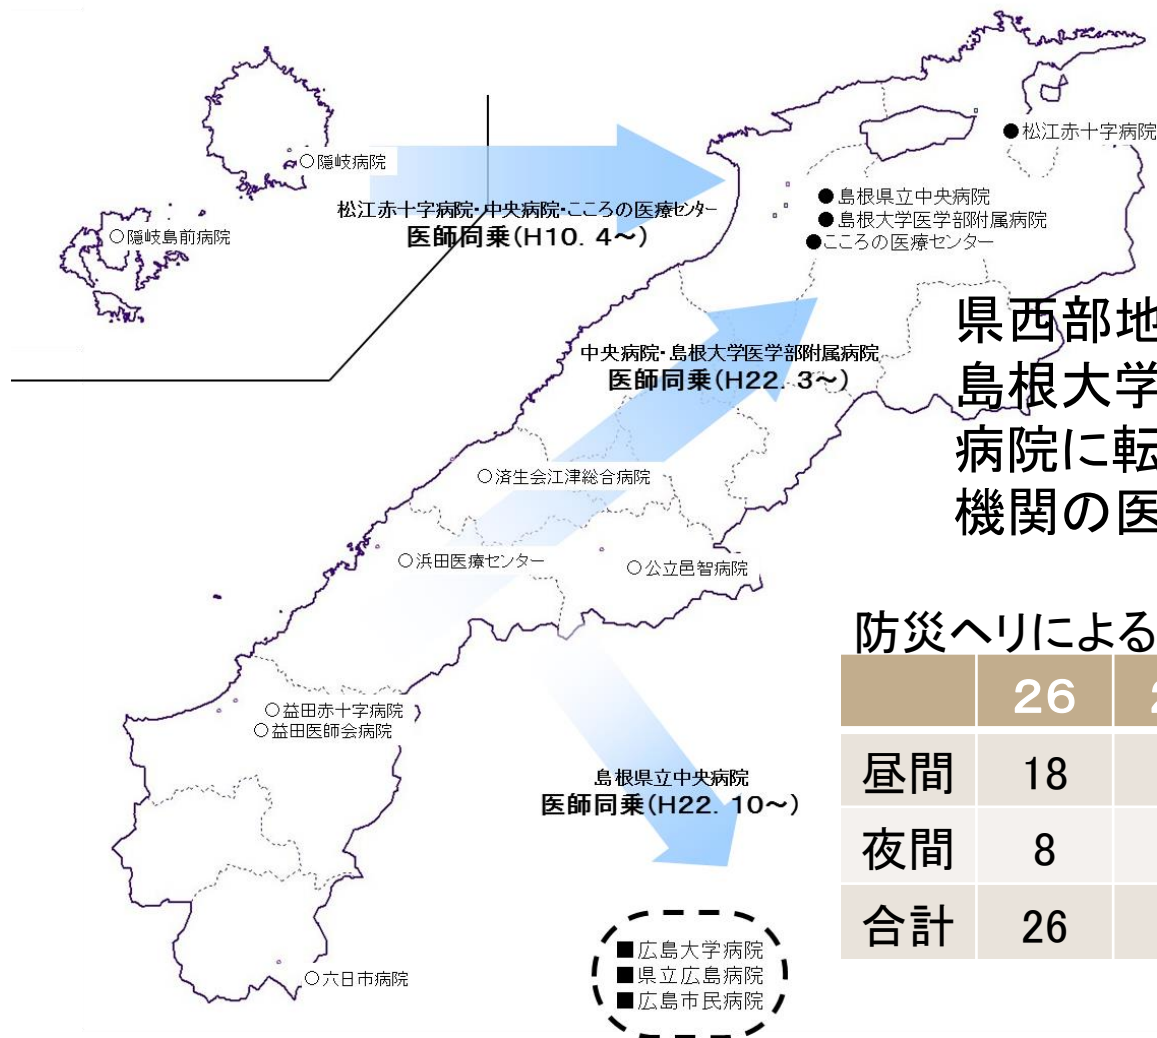 ○隠岐病院
○隠岐島前病院
松江赤十字病院・中央病院・こころの医療センター
医師同乗(H10. 4～)
●松江赤十字病院
●島根県立中央病院
●島根大学医学部附属病院
●こころの医療センター
中央病院・島根大学医学部附属病院
医師同乗(H22. 3～)
県西部地
島根大学
病院に転
機関の医
○済生会江津総合病院
○浜田医療センター
○公立邑智病院
○益田赤十字病院
○益田医師会病院
島根県立中央病院
医師同乗(H22. 10～)
○六日市病院
■広島大学病院
■県立広島病院
■広島市民病院
防災ヘリによる
26
昼間 18
夜間 8
合計 26